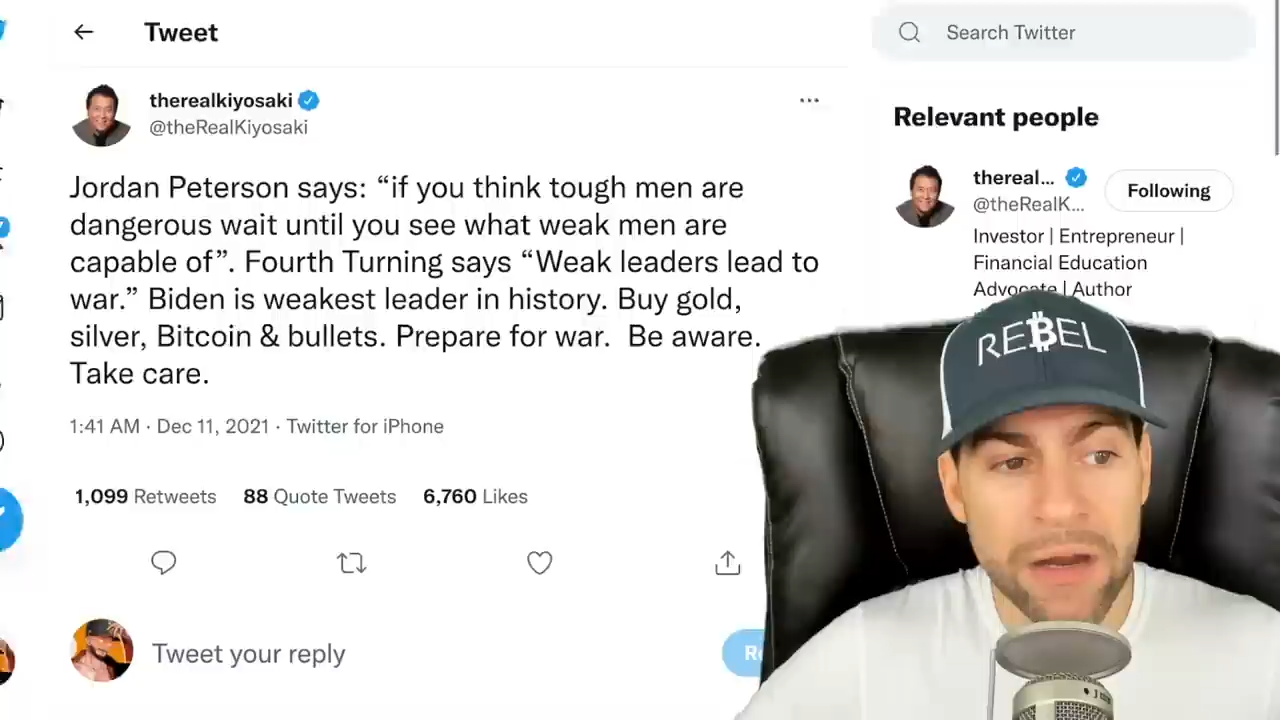 Tweet
Search Twitter
therealkiyosaki
@theRealKiyosaki
Jordan Peterson says: “if you think tough men are
dangerous wait until you see what weak men are
capable of”. Fourth Turning says “Weak leaders lead to
war.” Biden is weakest leader in history. Buy gold,
silver, Bitcoin & bullets. Prepare for war.  Be aware.
Take care.
1:41 AM · Dec 11, 2021 · Twitter for iPhone
1,099 Retweets 88 Quote Tweets 6,760 Likes
Tweet your reply
Relevant people
thereal...
@theRealK...
Following
Investor | Entrepreneur |
Financial Education
Advocate | Author
RE₿EL